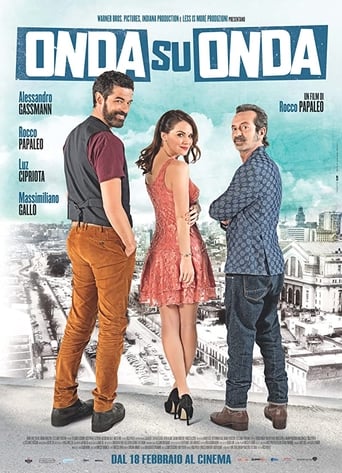 WARNER BROS. PICTURES, INDIANA PRODUCTION E LESS IS MORE PRODUZIONI PRESENTANO
ONDA SU ONDA
Alessandro
GASSMANN
Rocco
PAPALEO
Luz
CIPRIOTA
Massimiliano
GALLO
UN FILM DI
Rocco PAPALEO
DAL 18 FEBBRAIO AL CINEMA